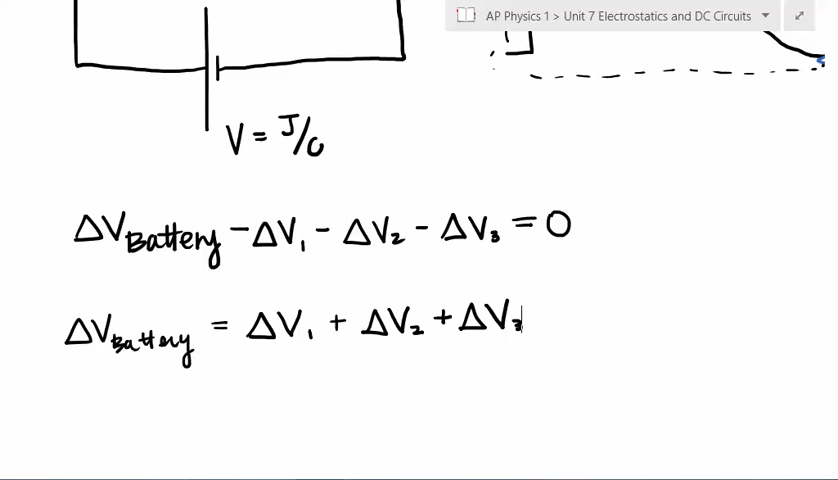 AP Physics 1 > Unit 7 Electrostatics and DC Circuits
V = J/C
ΔV_Battery - ΔV₁ - ΔV₂ - ΔV₃ = 0
ΔV_Battery = ΔV₁ + ΔV₂ + ΔV₃